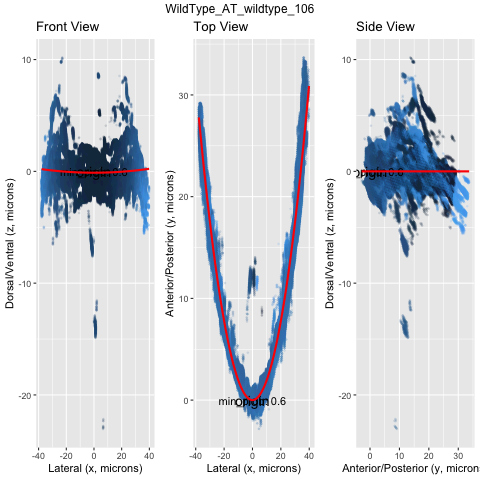 WildType_AT_wildtype_106
Front View
Top View
Side View
Dorsal/Ventral (z, microns)
10
0
-10
-20
-40
-20
0
20
40
Lateral (x, microns)
Anterior/Posterior (y, microns)
30
20
10
0
-40
-20
0
20
40
Lateral (x, microns)
Dorsal/Ventral (z, microns)
10
0
-10
-20
0
10
20
30
Anterior/Posterior (y, micron